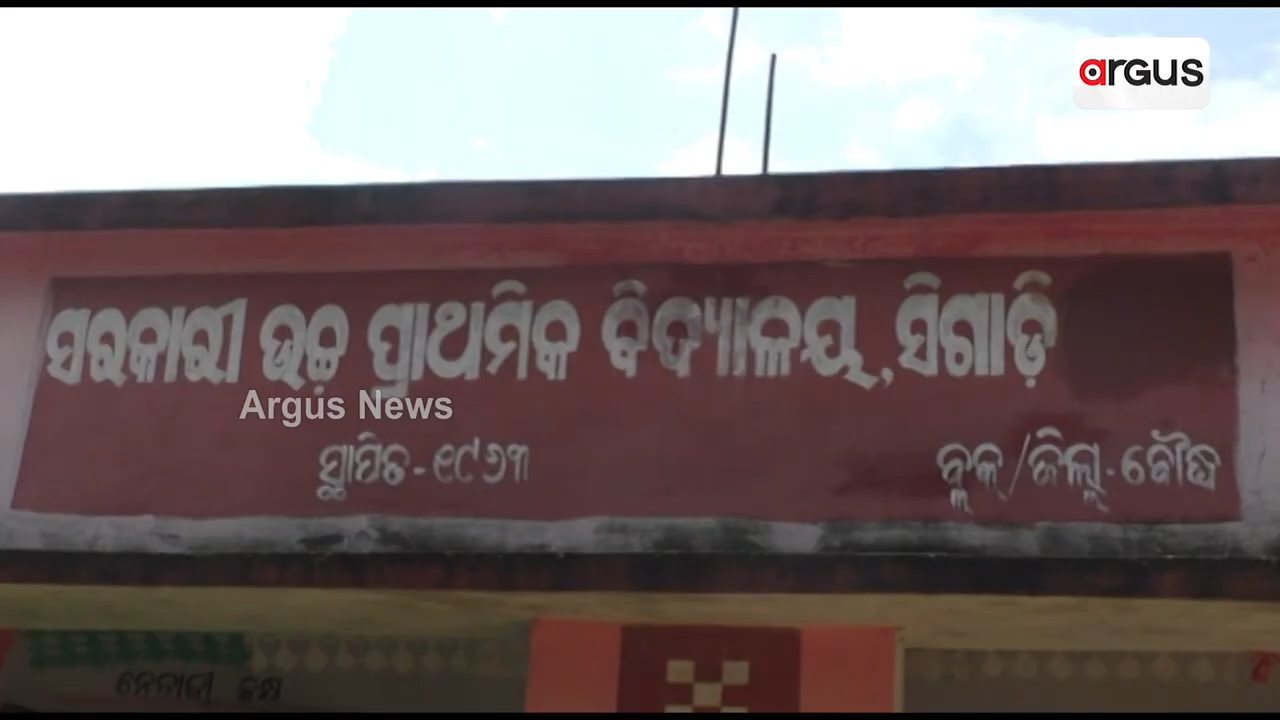 argus
ସରକାରୀ ଉଚ୍ଚ ପ୍ରାଥମିକ ବିଦ୍ୟାଳୟ,ସିଗାଡ଼ି
Argus News
ସ୍ଥାପିତ-୧୯୬୩
ବ୍ଲକ/ଜିଲ୍ଲା-ବୌଦ୍ଧ